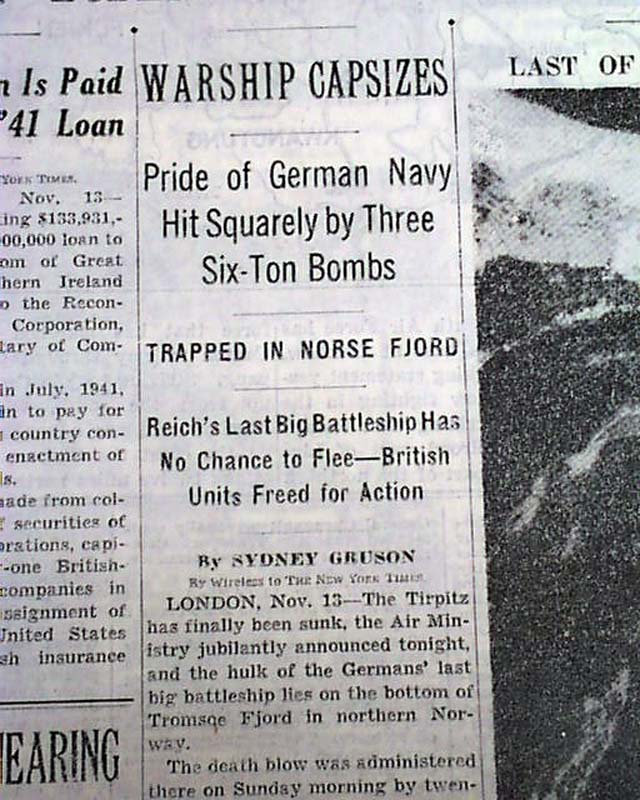 n Is Paid
'41 Loan
YORK TIMES.
Nov. 13—
ing $133,931,-
000,000 loan to
om of Great
hern Ireland
o the Recon-
Corporation,
tary of Com-
in July, 1941,
in to pay for
country con-
enactment of
s.
made from col-
f securities of
orations, capi-
-one British-
companies in
ssignment of
United States
sh insurance
HEARING
WARSHIP CAPSIZES
Pride of German Navy
Hit Squarely by Three
Six-Ton Bombs
TRAPPED IN NORSE FJORD
Reich's Last Big Battleship Has
No Chance to Flee—British
Units Freed for Action
By SYDNEY GRUSON
By Wireless to THE NEW YORK TIMES.
LONDON, Nov. 13—The Tirpitz
has finally been sunk, the Air Min-
istry jubilantly announced tonight,
and the hulk of the Germans' last
big battleship lies on the bottom of
Tromsoe Fjord in northern Nor-
way.
The death blow was administered
there on Sunday morning by twen-
LAST OF